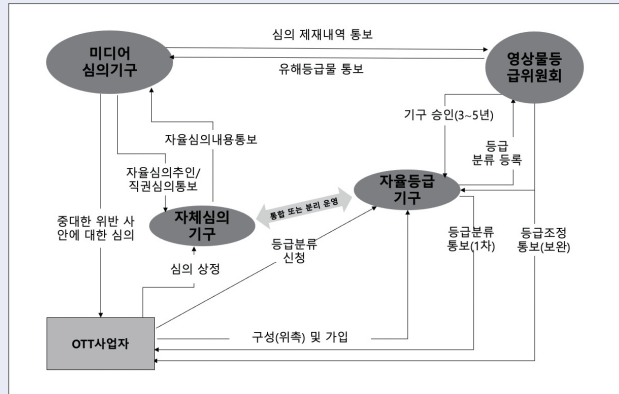 심의 제재내역 통보
미디어
심의기구
영상물등
급위원회
유해등급물 통보
기구 승인(3~5년)
자율심의내용통보
등급
분류 등록
자율심의추인/
직권심의통보
자율등급
기구
통합 또는 분리 운영
자체심의
기구
중대한 위반 사
안에 대한 심의
등급분류
신청
등급분류
통보(1차)
등급조정
통보(보완)
심의 상정
OTT사업자
구성(위촉) 및 가입